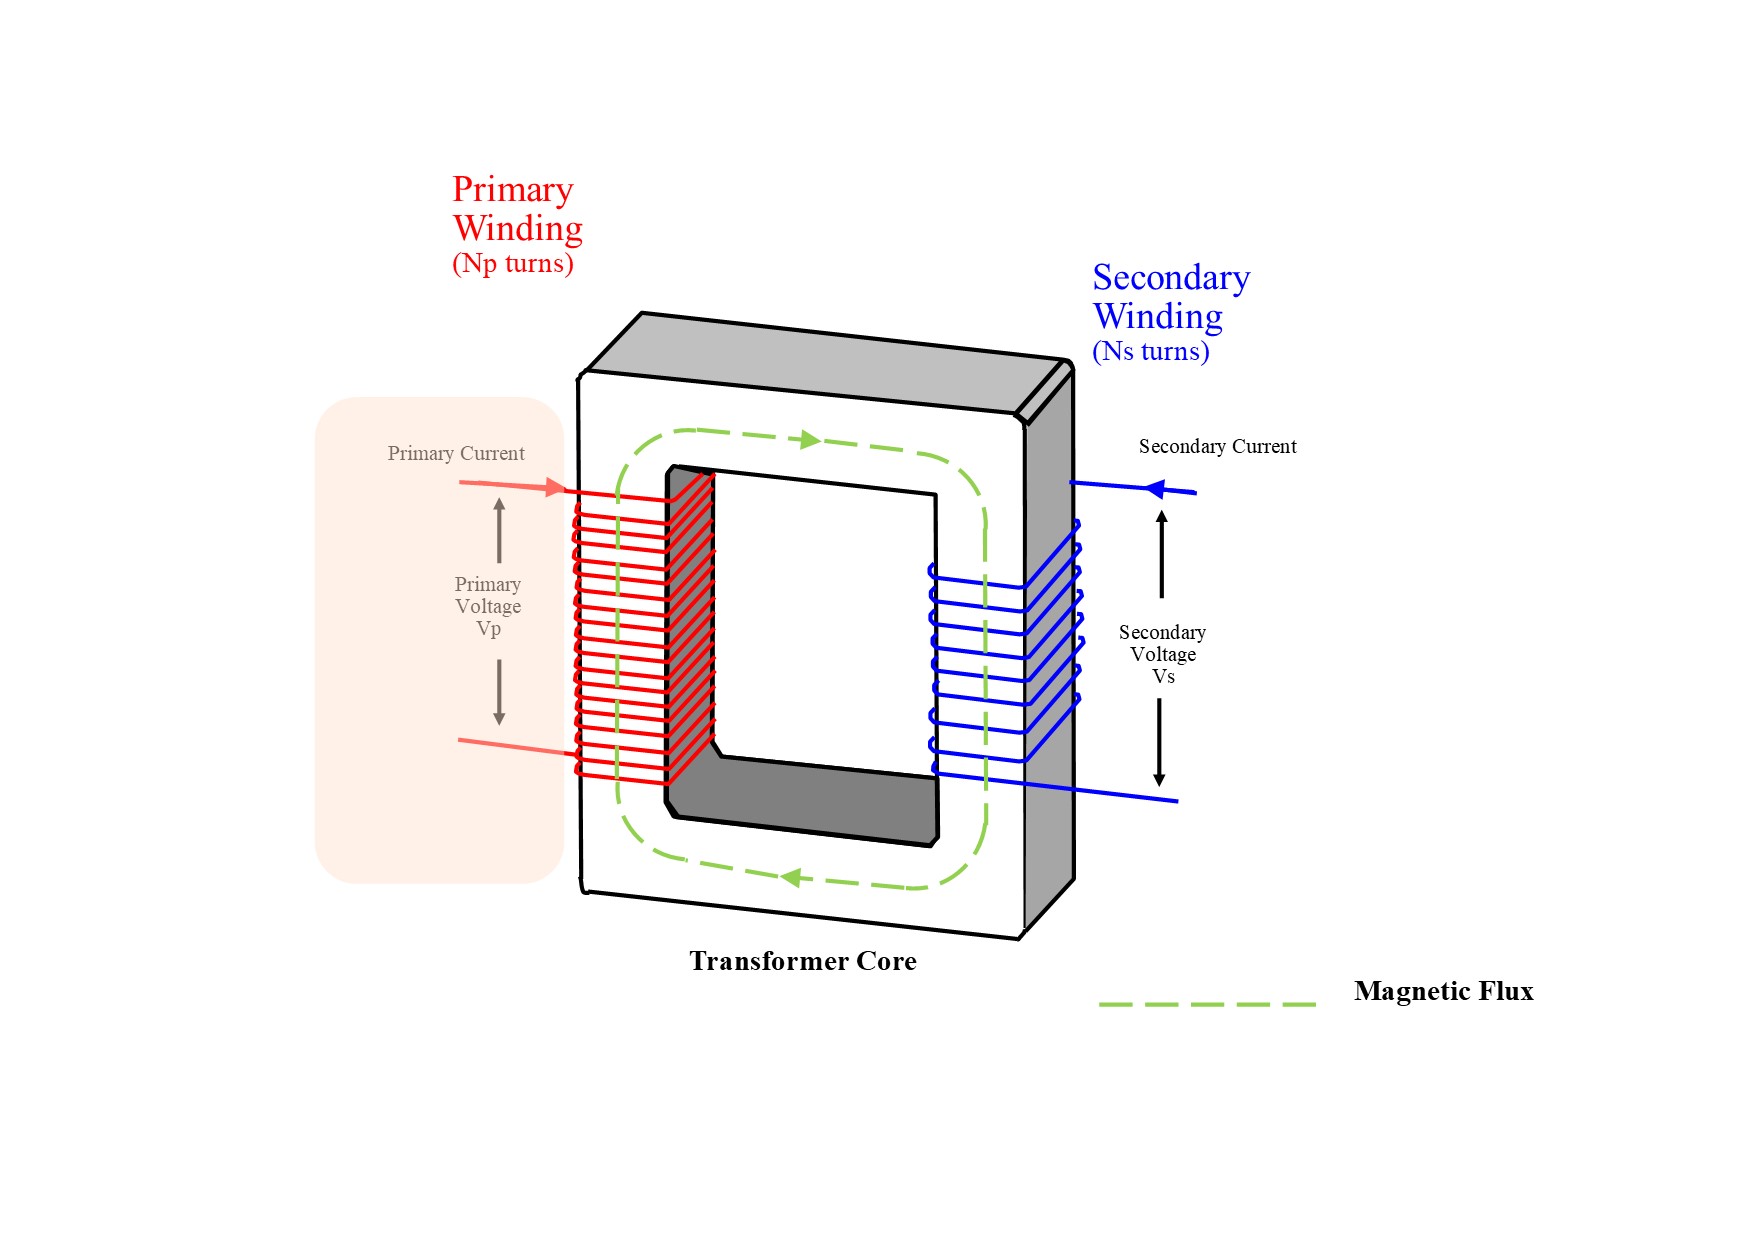 Primary
Winding
(Np turns)
Secondary
Winding
(Ns turns)
Primary Current
Secondary Current
Primary
Voltage
Vp
Secondary
Voltage
Vs
Transformer Core
Magnetic Flux